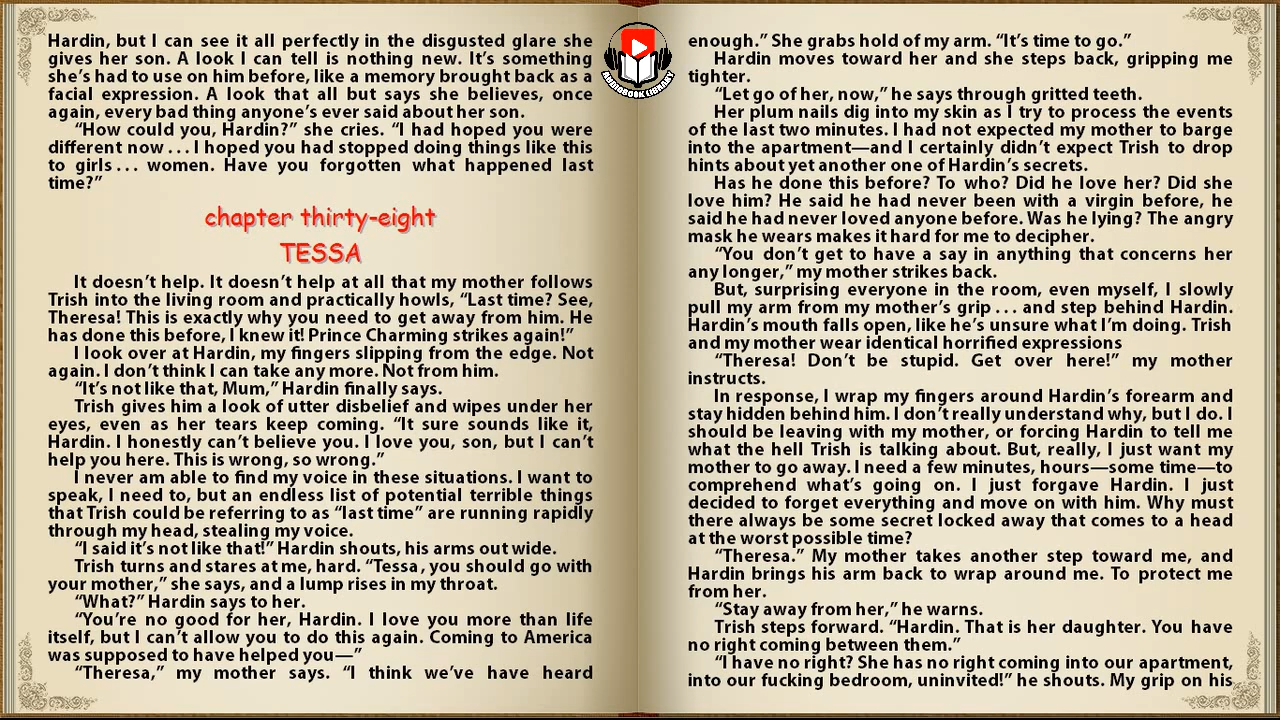 Hardin, but I can see it all perfectly in the disgusted glare she
gives her son. A look I can tell is nothing new. It’s something
she’s had to use on him before, like a memory brought back as a
facial expression. A look that all but says she believes, once
again, every bad thing anyone’s ever said about her son.
“How could you, Hardin?” she cries. “I had hoped you were
different now . . . I hoped you had stopped doing things like this
to girls . . . women. Have you forgotten what happened last
time?”
chapter thirty-eight
TESSA
It doesn’t help. It doesn’t help at all that my mother follows
Trish into the living room and practically howls, “Last time? See,
Theresa! This is exactly why you need to get away from him. He
has done this before, I knew it! Prince Charming strikes again!”
I look over at Hardin, my fingers slipping from the edge. Not
again. I don’t think I can take any more. Not from him.
“It’s not like that, Mum,” Hardin finally says.
Trish gives him a look of utter disbelief and wipes under her
eyes, even as her tears keep coming. “It sure sounds like it,
Hardin. I honestly can’t believe you. I love you, son, but I can’t
help you here. This is wrong, so wrong.”
I never am able to find my voice in these situations. I want to
speak, I need to, but an endless list of potential terrible things
that Trish could be referring to as “last time” are running rapidly
through my head, stealing my voice.
“I said it’s not like that!” Hardin shouts, his arms out wide.
Trish turns and stares at me, hard. “Tessa , you should go with
your mother,” she says, and a lump rises in my throat.
“What?” Hardin says to her.
“You’re no good for her, Hardin. I love you more than life
itself, but I can’t allow you to do this again. Coming to America
was supposed to have helped you—”
“Theresa,” my mother says. “I think we’ve have heard
AUDIOBOOK LIBRARY
enough.” She grabs hold of my arm. “It’s time to go.”
Hardin moves toward her and she steps back, gripping me
tighter.
“Let go of her, now,” he says through gritted teeth.
Her plum nails dig into my skin as I try to process the events
of the last two minutes. I had not expected my mother to barge
into the apartment—and I certainly didn’t expect Trish to drop
hints about yet another one of Hardin’s secrets.
Has he done this before? To who? Did he love her? Did she
love him? He said he had never been with a virgin before, he
said he had never loved anyone before. Was he lying? The angry
mask he wears makes it hard for me to decipher.
“You don’t get to have a say in anything that concerns her
any longer,” my mother strikes back.
But, surprising everyone in the room, even myself, I slowly
pull my arm from my mother’s grip . . . and step behind Hardin.
Hardin’s mouth falls open, like he’s unsure what I’m doing. Trish
and my mother wear identical horrified expressions
“Theresa! Don’t be stupid. Get over here!” my mother
instructs.
In response, I wrap my fingers around Hardin’s forearm and
stay hidden behind him. I don’t really understand why, but I do. I
should be leaving with my mother, or forcing Hardin to tell me
what the hell Trish is talking about. But, really, I just want my
mother to go away. I need a few minutes, hours—some time—to
comprehend what’s going on. I just forgave Hardin. I just
decided to forget everything and move on with him. Why must
there always be some secret locked away that comes to a head
at the worst possible time?
“Theresa.” My mother takes another step toward me, and
Hardin brings his arm back to wrap around me. To protect me
from her.
“Stay away from her,” he warns.
Trish steps forward. “Hardin. That is her daughter. You have
no right coming between them.”
“I have no right? She has no right coming into our apartment,
into our fucking bedroom, uninvited!” he shouts. My grip on his